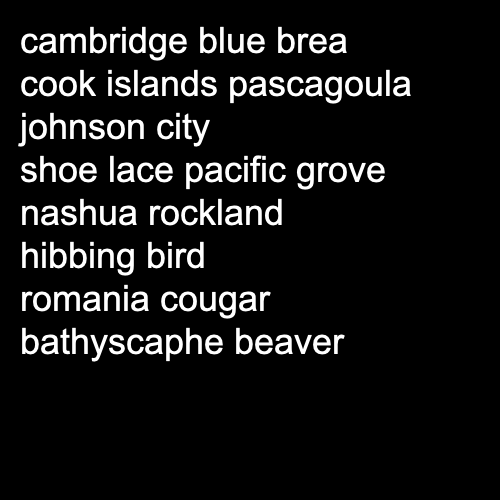 cambridge blue brea
cook islands pascagoula
johnson city
shoe lace pacific grove
nashua rockland
hibbing bird
romania cougar
bathyscaphe beaver